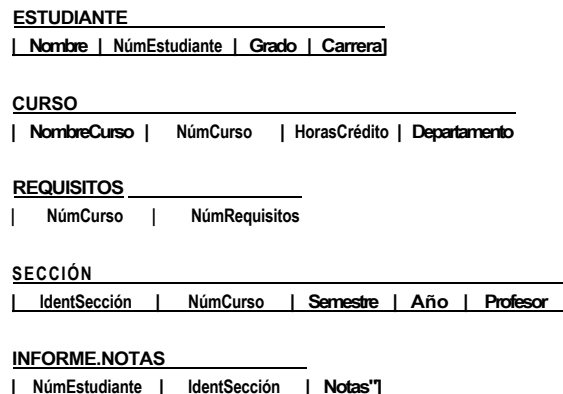 ESTUDIANTE
| Nombre | NúmEstudiante | Grado | Carrera]
CURSO
| NombreCurso | NúmCurso | HorasCrédito | Departamento
REQUISITOS
| NúmCurso | NúmRequisitos
SECCIÓN
| IdentSección | NúmCurso | Semestre | Año | Profesor
INFORME.NOTAS
| NúmEstudiante | IdentSección | Notas"]